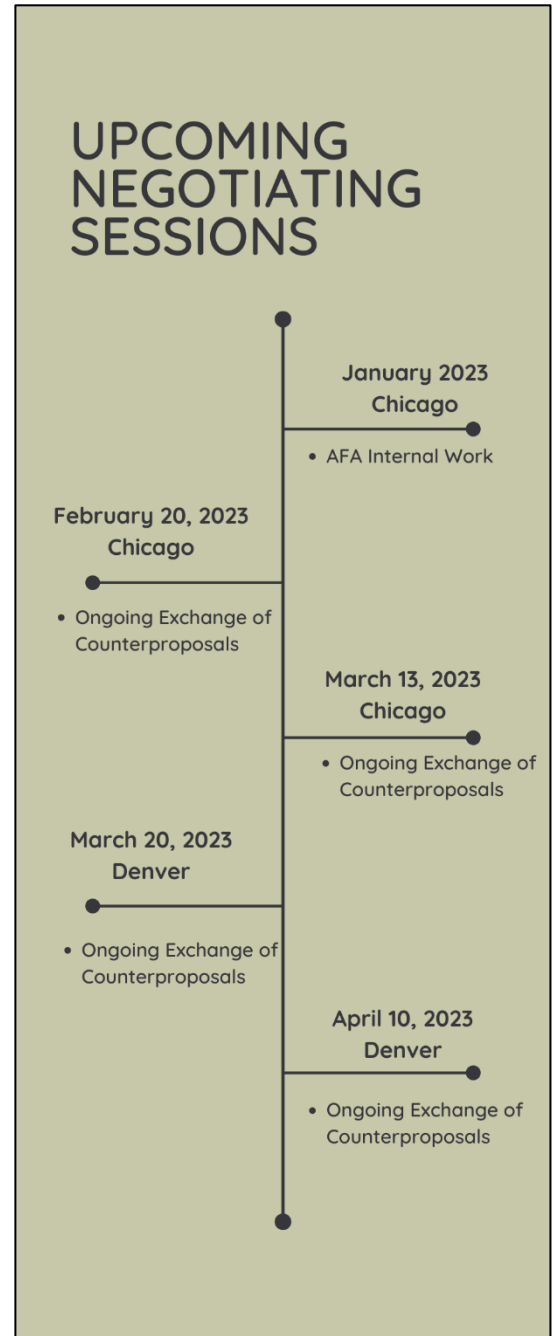 UPCOMING
NEGOTIATING
SESSIONS
January 2023
Chicago
• AFA Internal Work
February 20, 2023
Chicago
• Ongoing Exchange of
Counterproposals
March 13, 2023
Chicago
• Ongoing Exchange of
Counterproposals
March 20, 2023
Denver
• Ongoing Exchange of
Counterproposals
April 10, 2023
Denver
• Ongoing Exchange of
Counterproposals